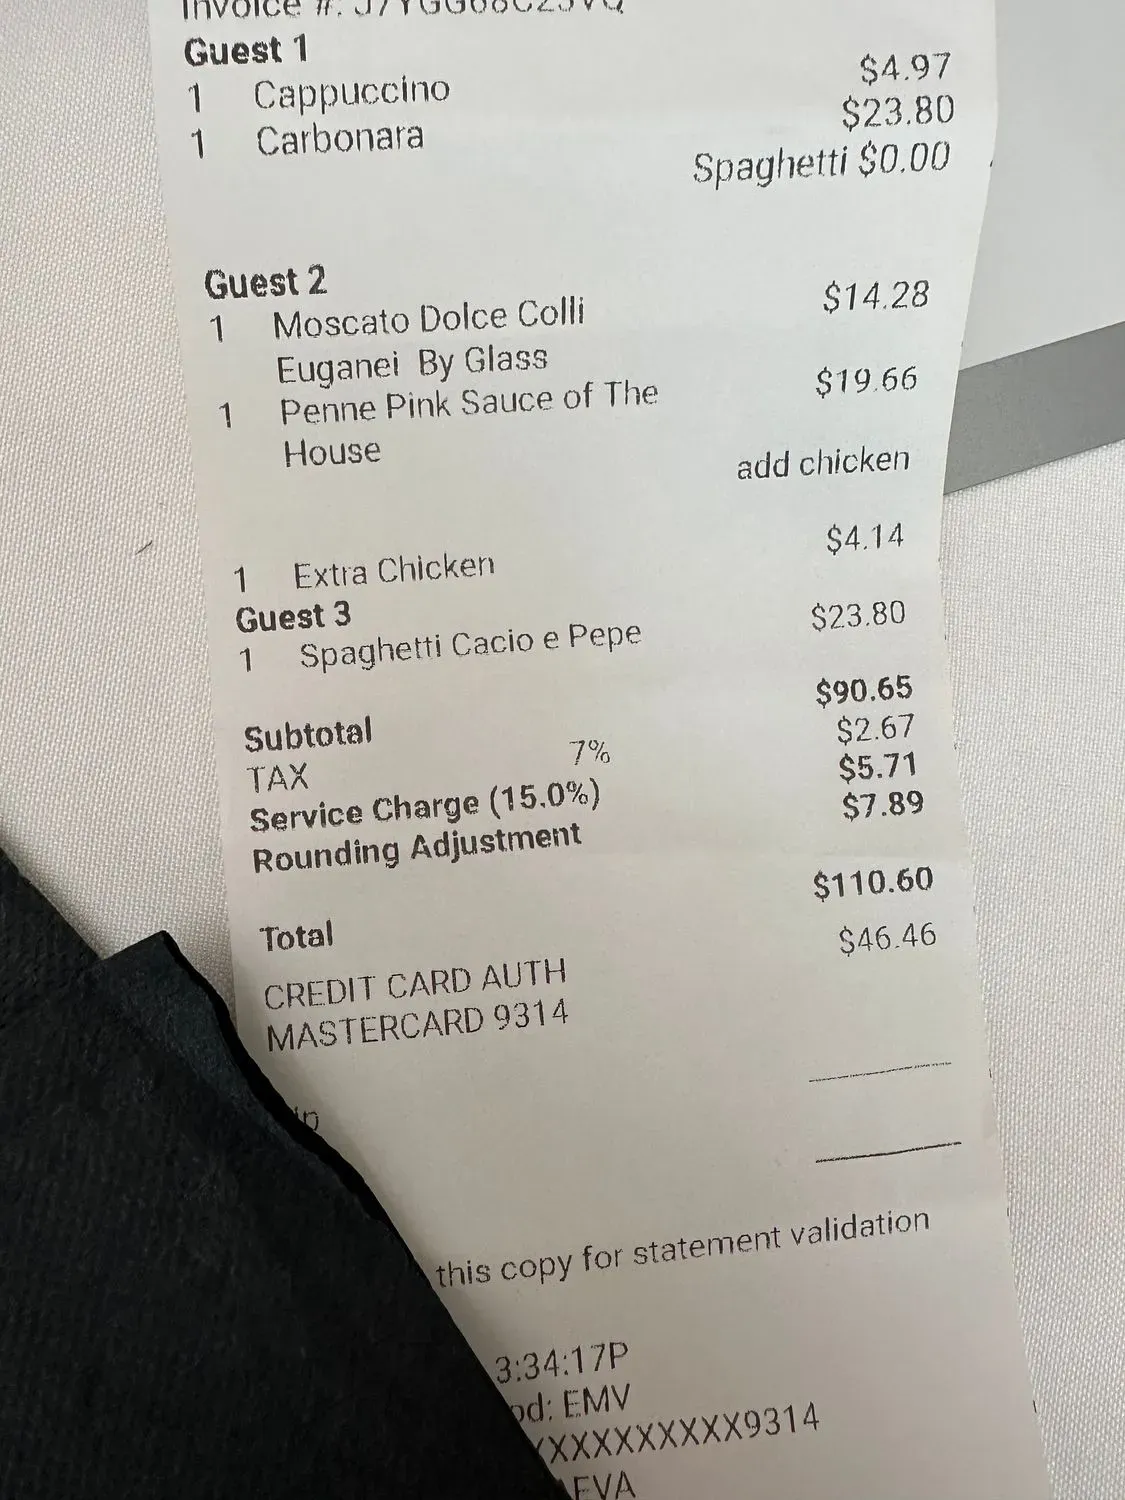 Invoice #:
Guest 1
1 Cappuccino $4.97
1 Carbonara $23.80
Spaghetti $0.00
Guest 2
1 Moscato Dolce Colli $14.28
Euganei By Glass
1 Penne Pink Sauce of The $19.66
House
add chicken
1 Extra Chicken $4.14
Guest 3
1 Spaghetti Cacio e Pepe $23.80
Subtotal $90.65
TAX 7% $2.67
Service Charge (15.0%) $5.71
Rounding Adjustment $7.89
Total $110.60
CREDIT CARD AUTH $46.46
MASTERCARD 9314
this copy for statement validation
3:34:17P
EMV
XXXXXXXXXX9314